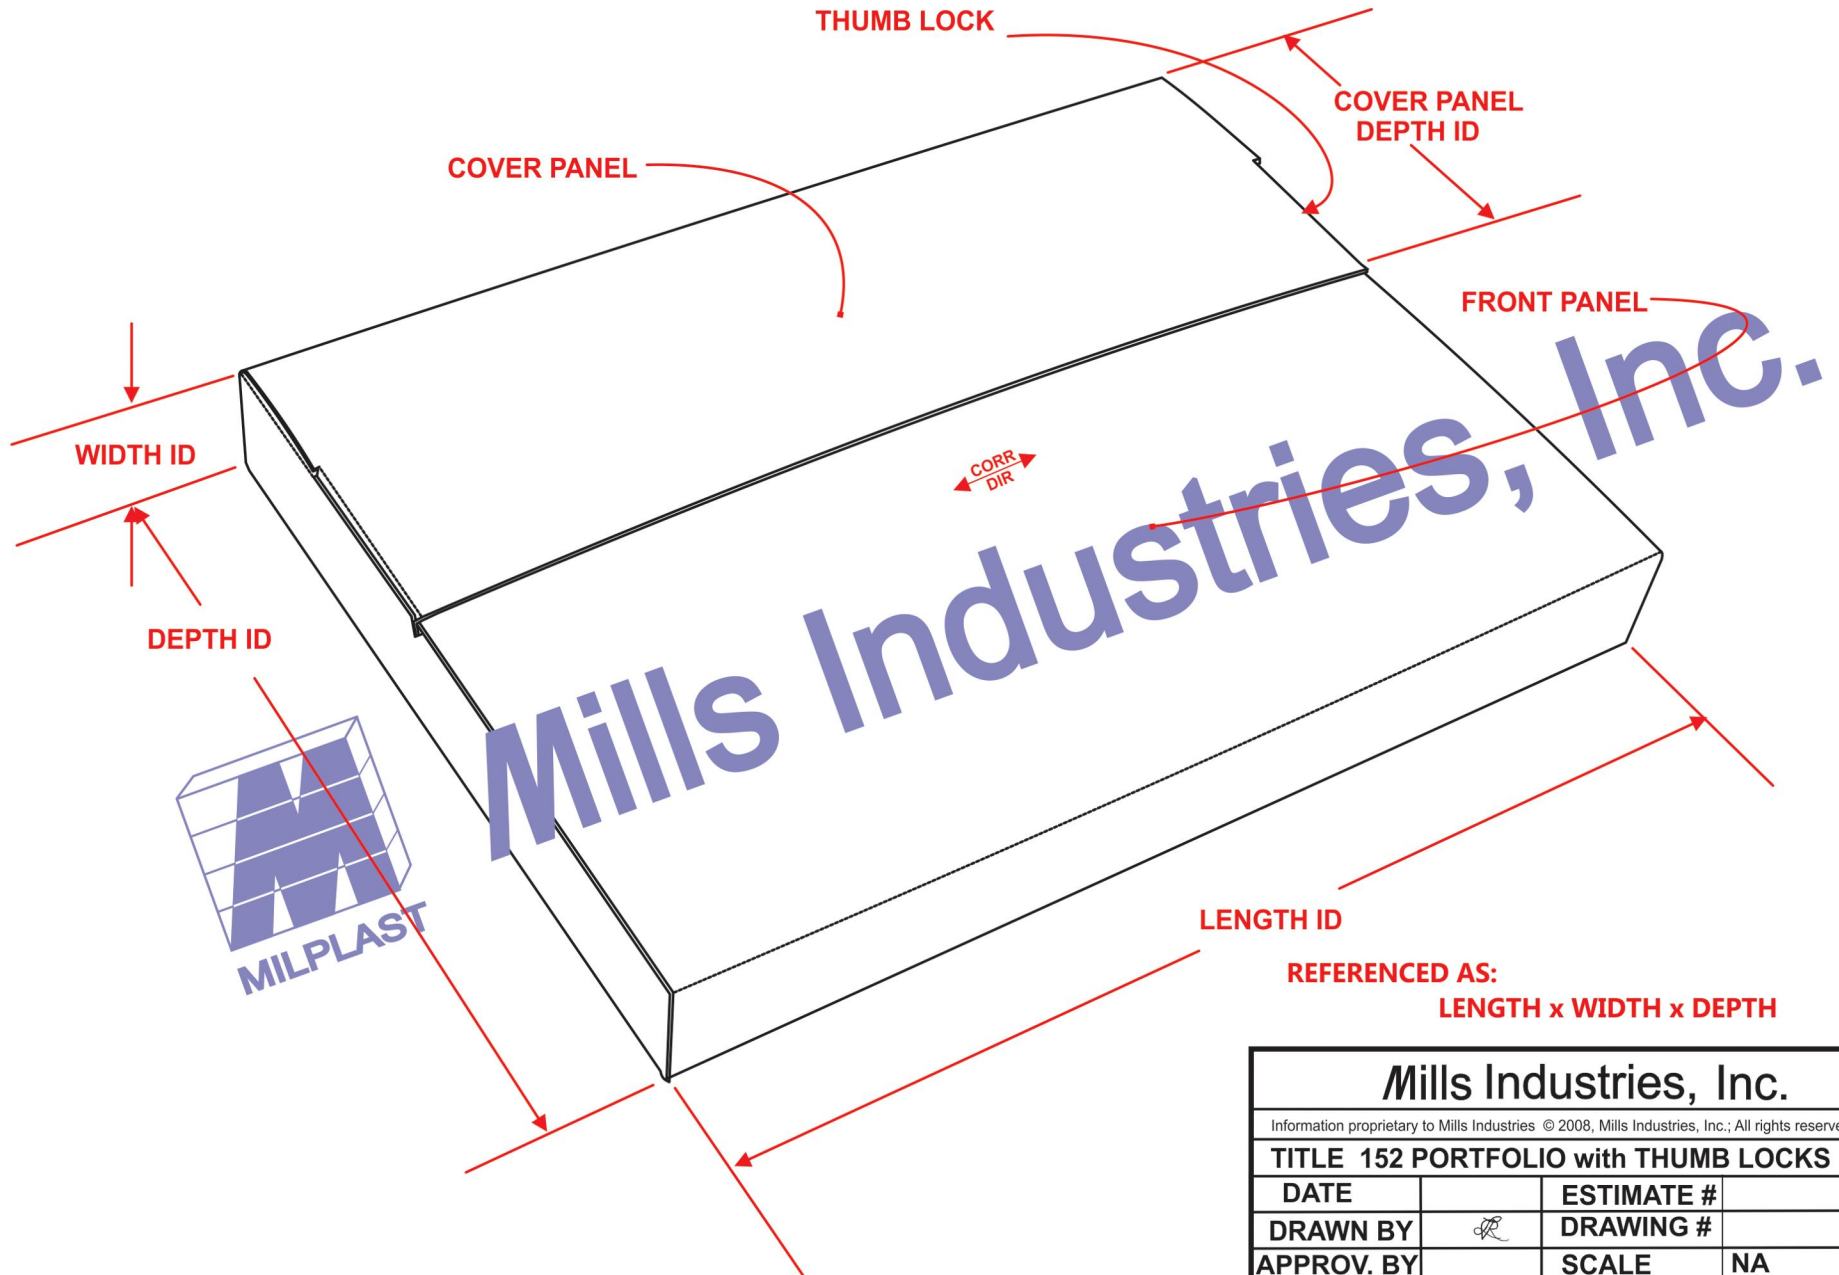 THUMB LOCK
COVER PANEL
DEPTH ID
COVER PANEL
FRONT PANEL
WIDTH ID
CORR
DIR
DEPTH ID
Mills Industries, Inc.
MILPLAST
LENGTH ID
REFERENCED AS:
LENGTH x WIDTH x DEPTH
Mills Industries, Inc.
Information proprietary to Mills Industries © 2008, Mills Industries, Inc.; All rights reserve
TITLE 152 PORTFOLIO with THUMB LOCKS
DATE ESTIMATE #
DRAWN BY DRAWING #
APPROV. BY SCALE NA